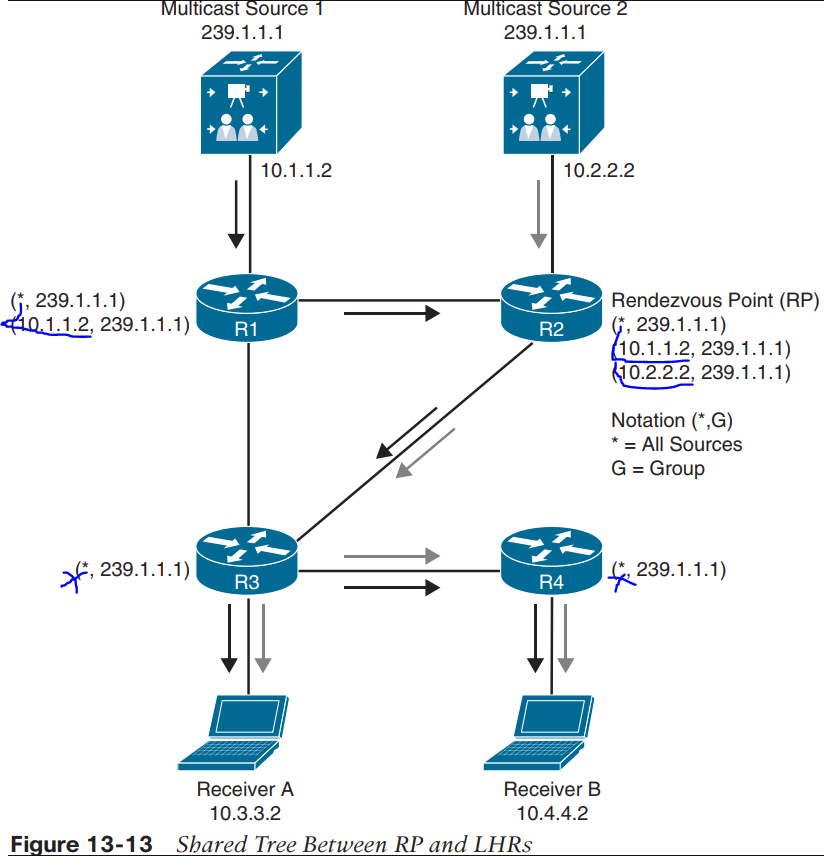 Multicast Source 1
239.1.1.1
Multicast Source 2
239.1.1.1
10.1.1.2
10.2.2.2
(*, 239.1.1.1)
(10.1.1.2, 239.1.1.1)
R1
R2
Rendezvous Point (RP)
(*, 239.1.1.1)
(10.1.1.2, 239.1.1.1)
(10.2.2.2, 239.1.1.1)
Notation (*,G)
* = All Sources
G = Group
(*, 239.1.1.1)
R3
R4
(*, 239.1.1.1)
Receiver A
10.3.3.2
Receiver B
10.4.4.2
Figure 13-13 Shared Tree Between RP and LHRs